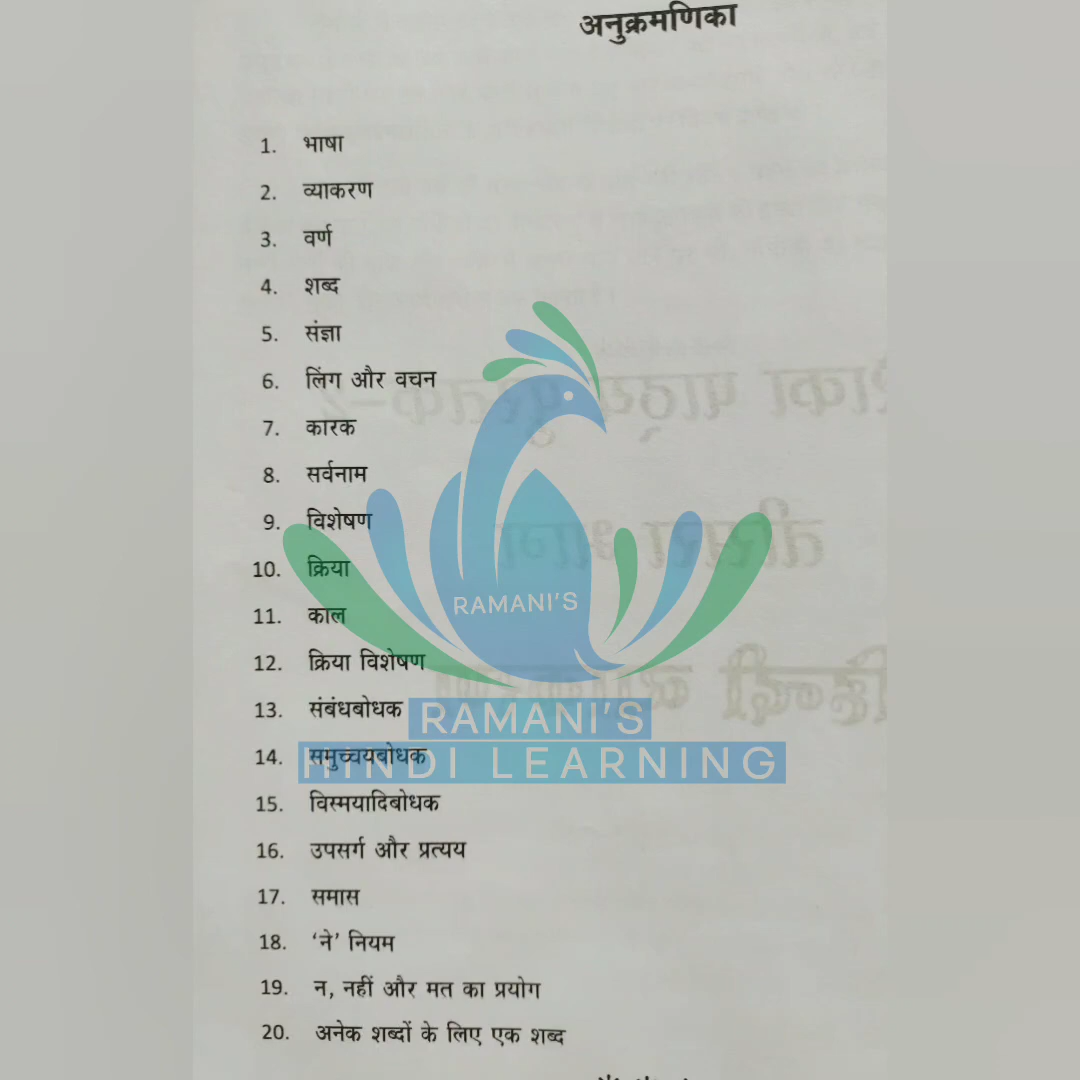 अनुक्रमणिका
1. भाषा
2. व्याकरण
3. वर्ण
4. शब्द
5. संज्ञा
6. लिंग और वचन
7. कारक
8. सर्वनाम
9. विशेषण
10. क्रिया
11. काल
12. क्रिया विशेषण
13. संबंधबोधक
14. समुच्चयबोधक
15. विस्मयादिबोधक
16. उपसर्ग और प्रत्यय
17. समास
18. ‘ने’ नियम
19. न, नहीं और मत का प्रयोग
20. अनेक शब्दों के लिए एक शब्द
RAMANI'S
RAMANI'S
HINDI LEARNING